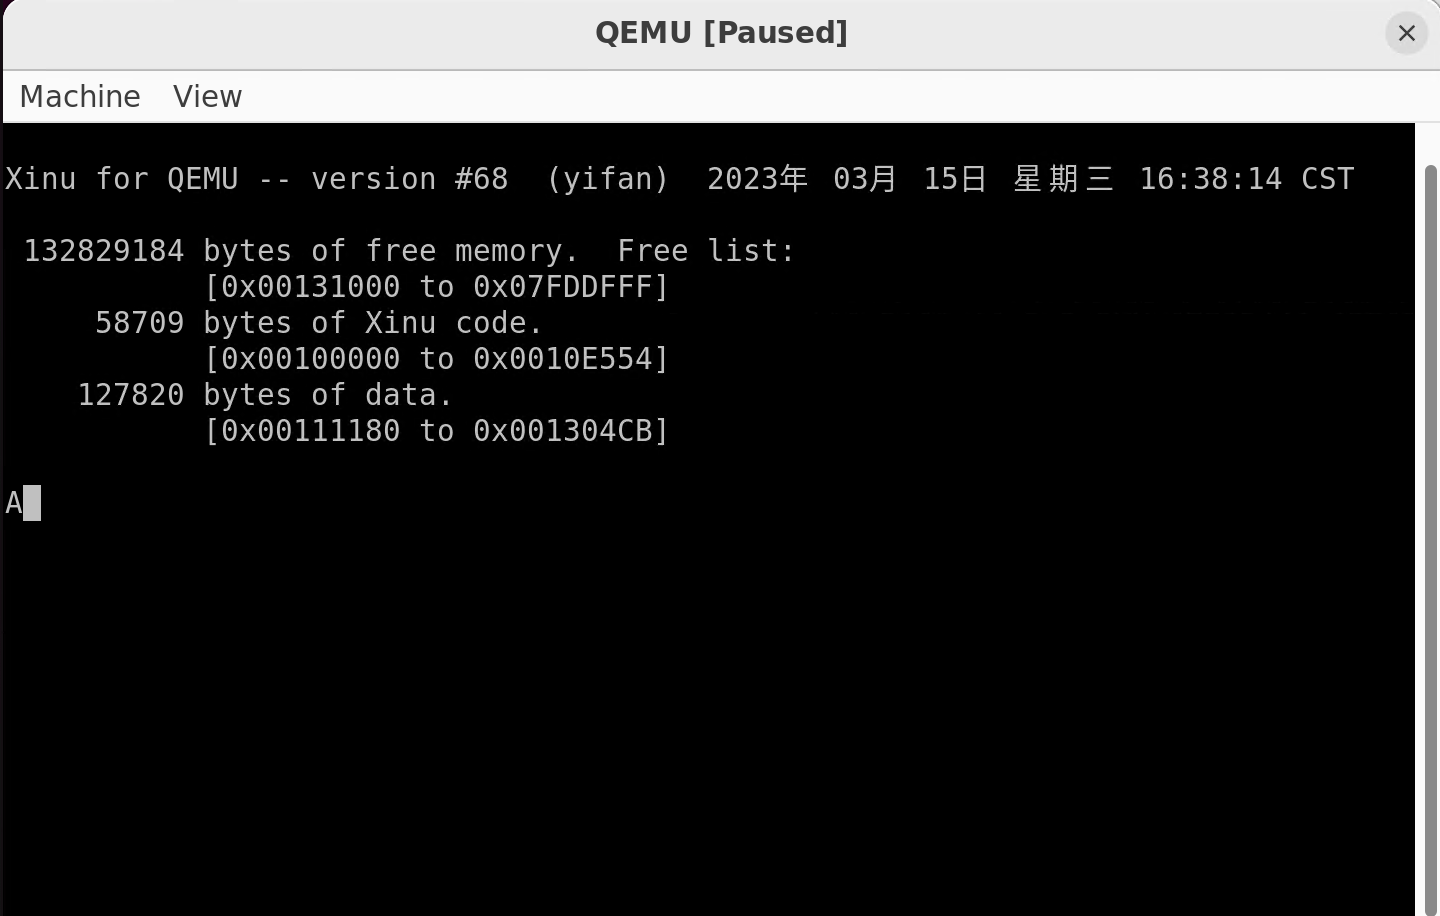 QEMU [Paused]
Machine View
Xinu for QEMU -- version #68  (yifan)  2023年 03月 15日 星期三 16:38:14 CST
132829184 bytes of free memory.  Free list:
[0x00131000 to 0x07FDDFFF]
58709 bytes of Xinu code.
[0x00100000 to 0x0010E554]
127820 bytes of data.
[0x00111180 to 0x001304CB]
A